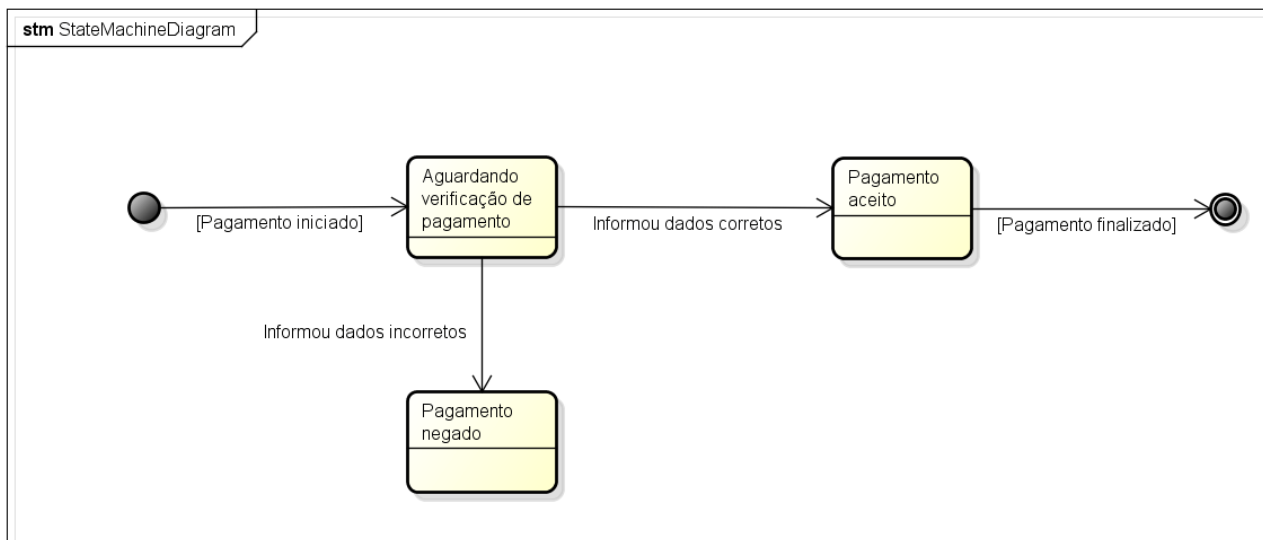 stm StateMachineDiagram
Aguardando
verificação de
pagamento
Pagamento
aceito
[Pagamento iniciado]
Informou dados corretos
[Pagamento finalizado]
Informou dados incorretos
Pagamento
negado